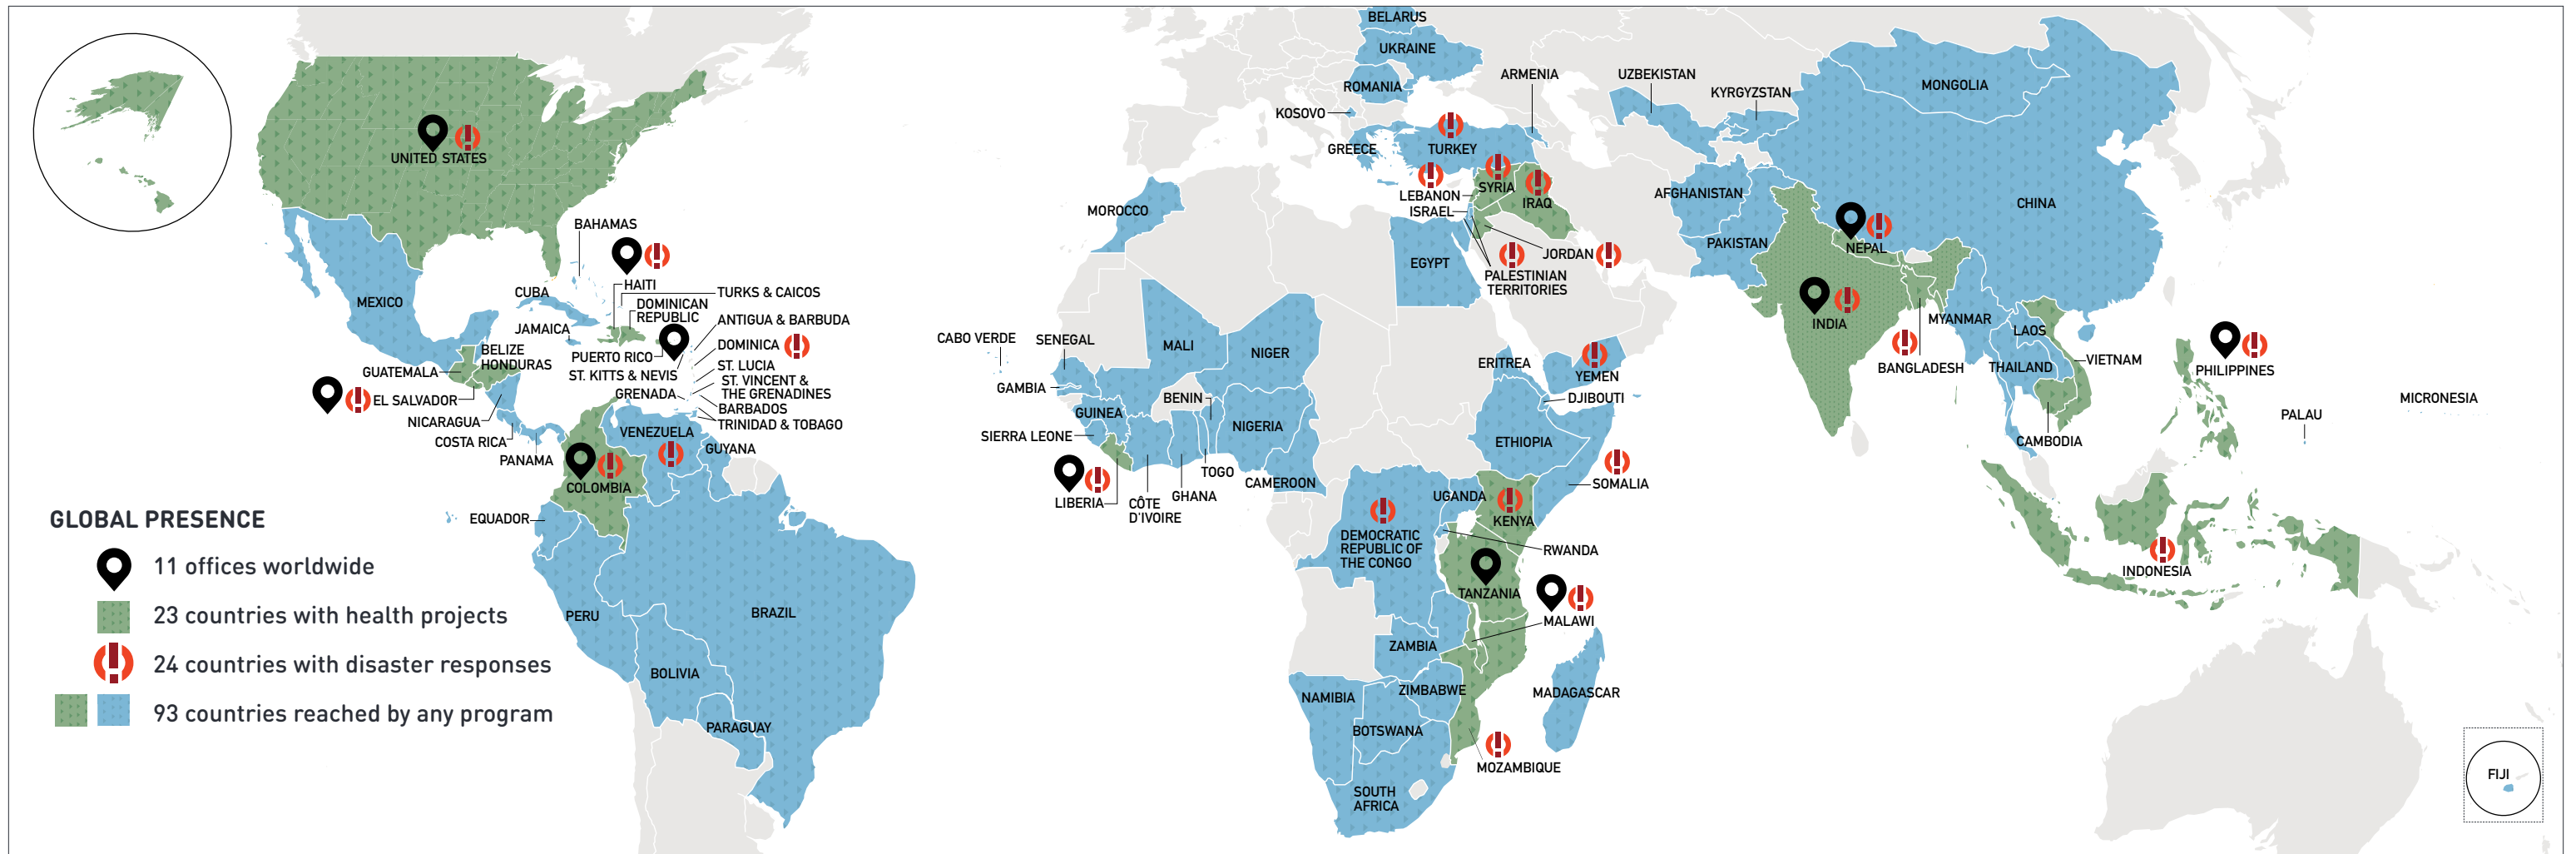 BELARUS
UKRAINE
ROMANIA
ARMENIA
UZBEKISTAN
KYRGYZSTAN
MONGOLIA
KOSOVO
GREECE
TURKEY
UNITED STATES
LEBANON
SYRIA
ISRAEL
IRAQ
AFGHANISTAN
CHINA
MOROCCO
BAHAMAS
PAKISTAN
NEPAL
EGYPT
JORDAN
PALESTINIAN
TERRITORIES
HAITI
CUBA
TURKS & CAICOS
MEXICO
DOMINICAN
REPUBLIC
ANTIGUA & BARBUDA
JAMAICA
DOMINICA
BELIZE
HONDURAS
PUERTO RICO
ST. KITTS & NEVIS
ST. LUCIA
GUATEMALA
ST. VINCENT &
THE GRENADINES
GRENADA
EL SALVADOR
BARBADOS
NICARAGUA
TRINIDAD & TOBAGO
COSTA RICA
VENEZUELA
PANAMA
GUYANA
COLOMBIA
EQUADOR
PERU
BRAZIL
BOLIVIA
PARAGUAY
CABO VERDE
SENEGAL
MALI
NIGER
GAMBIA
BENIN
GUINEA
NIGERIA
SIERRA LEONE
TOGO
CAMEROON
LIBERIA
CÔTE
D'IVOIRE
GHANA
ERITREA
YEMEN
DJIBOUTI
ETHIOPIA
SOMALIA
UGANDA
KENYA
DEMOCRATIC
REPUBLIC OF
THE CONGO
RWANDA
TANZANIA
MALAWI
ZAMBIA
NAMIBIA
ZIMBABWE
MADAGASCAR
BOTSWANA
MOZAMBIQUE
SOUTH
AFRICA
INDIA
MYANMAR
LAOS
BANGLADESH
THAILAND
VIETNAM
CAMBODIA
PHILIPPINES
PALAU
MICRONESIA
INDONESIA
FIJI
GLOBAL PRESENCE
11 offices worldwide
23 countries with health projects
24 countries with disaster responses
93 countries reached by any program